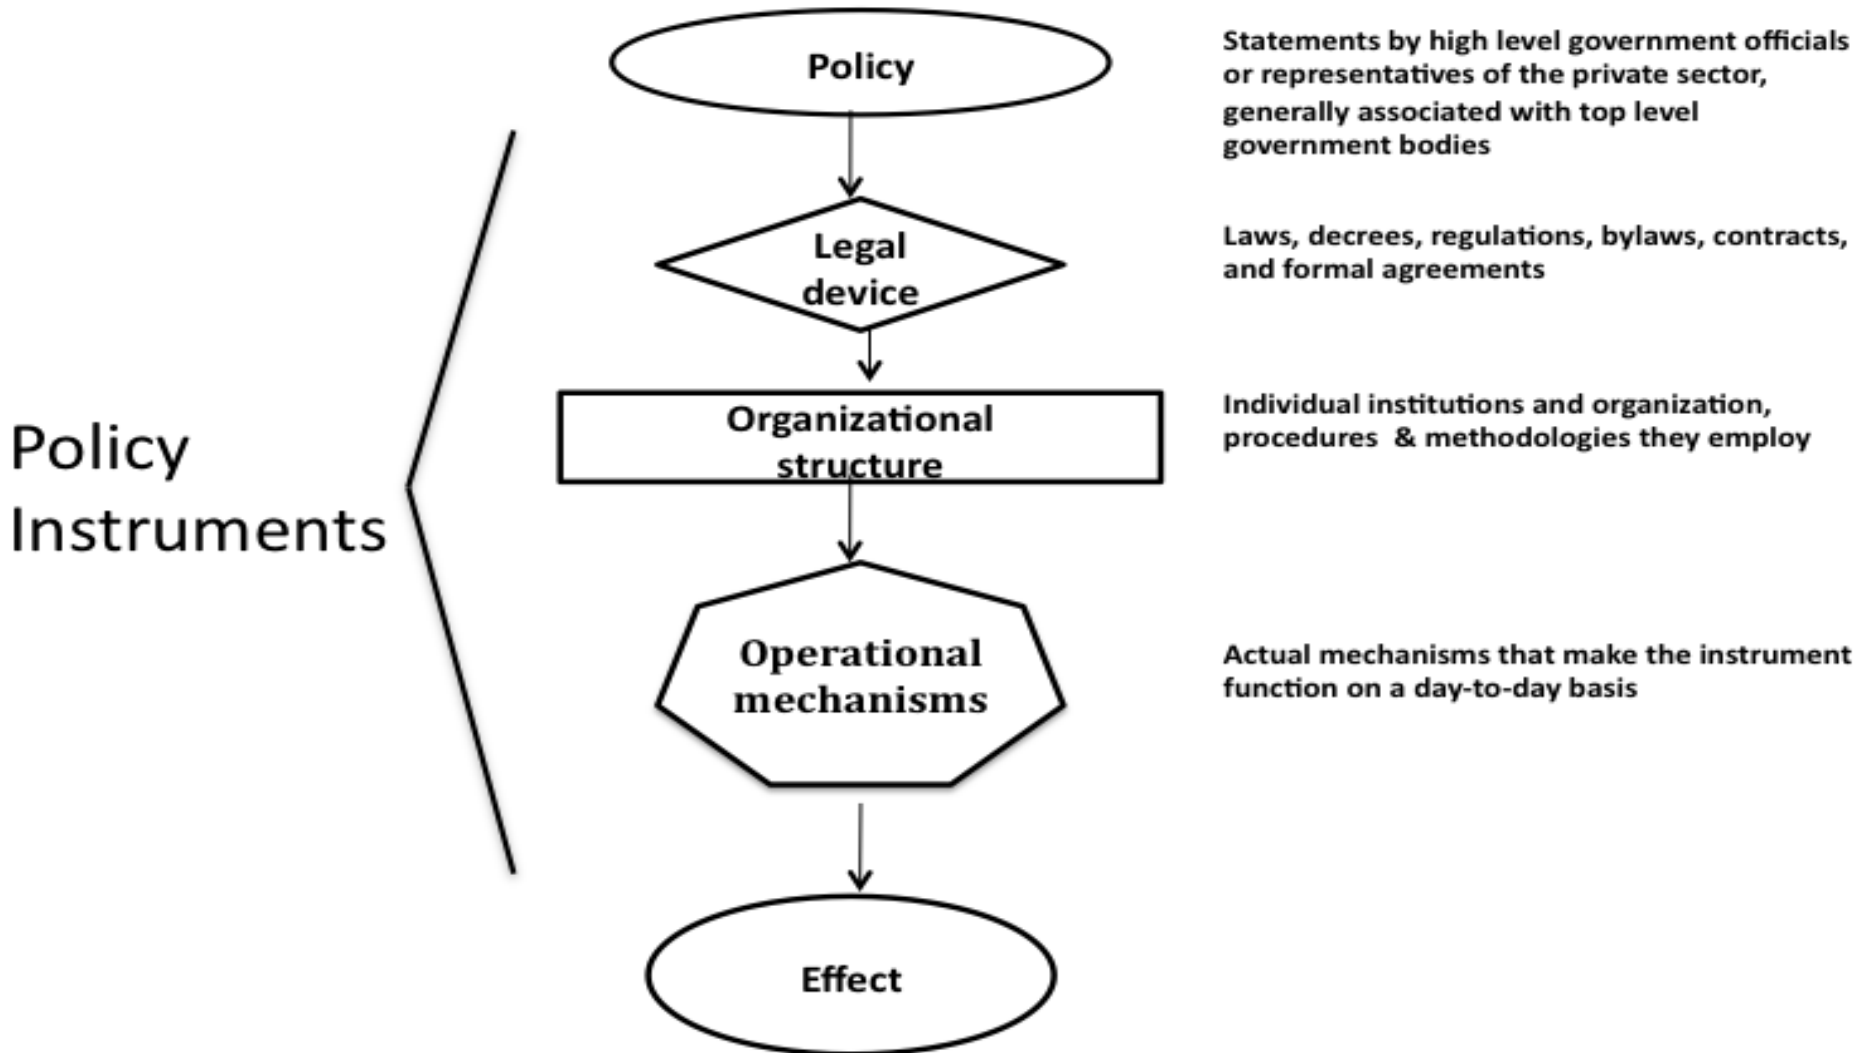 Policy
Statements by high level government officials
or representatives of the private sector,
generally associated with top level
government bodies
Legal
device
Laws, decrees, regulations, bylaws, contracts,
and formal agreements
Organizational
structure
Individual institutions and organization,
procedures & methodologies they employ
Policy
Instruments
Operational
mechanisms
Actual mechanisms that make the instrument
function on a day-to-day basis
Effect